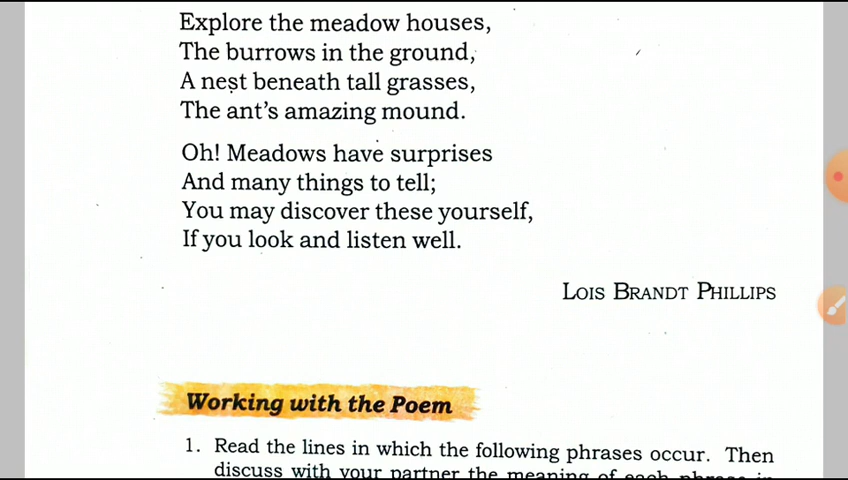 Explore the meadow houses,
The burrows in the ground,
A nest beneath tall grasses,
The ant's amazing mound.
Oh! Meadows have surprises
And many things to tell;
You may discover these yourself,
If you look and listen well.
LOIS BRANDT PHILLIPS
Working with the Poem
1. Read the lines in which the following phrases occur. Then
discuss with your partner the meaning of each phrase in